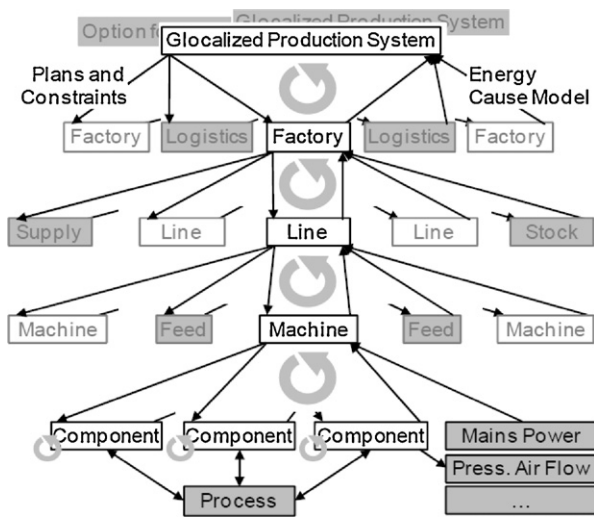 Option fo
Glocalized Production System
Glocalized Production System
Plans and
Constraints
Energy
Cause Model
Factory
Logistics
Factory
Logistics
Factory
Supply
Line
Line
Line
Stock
Machine
Feed
Machine
Feed
Machine
Component
Component
Component
Mains Power
Press. Air Flow
Process
...